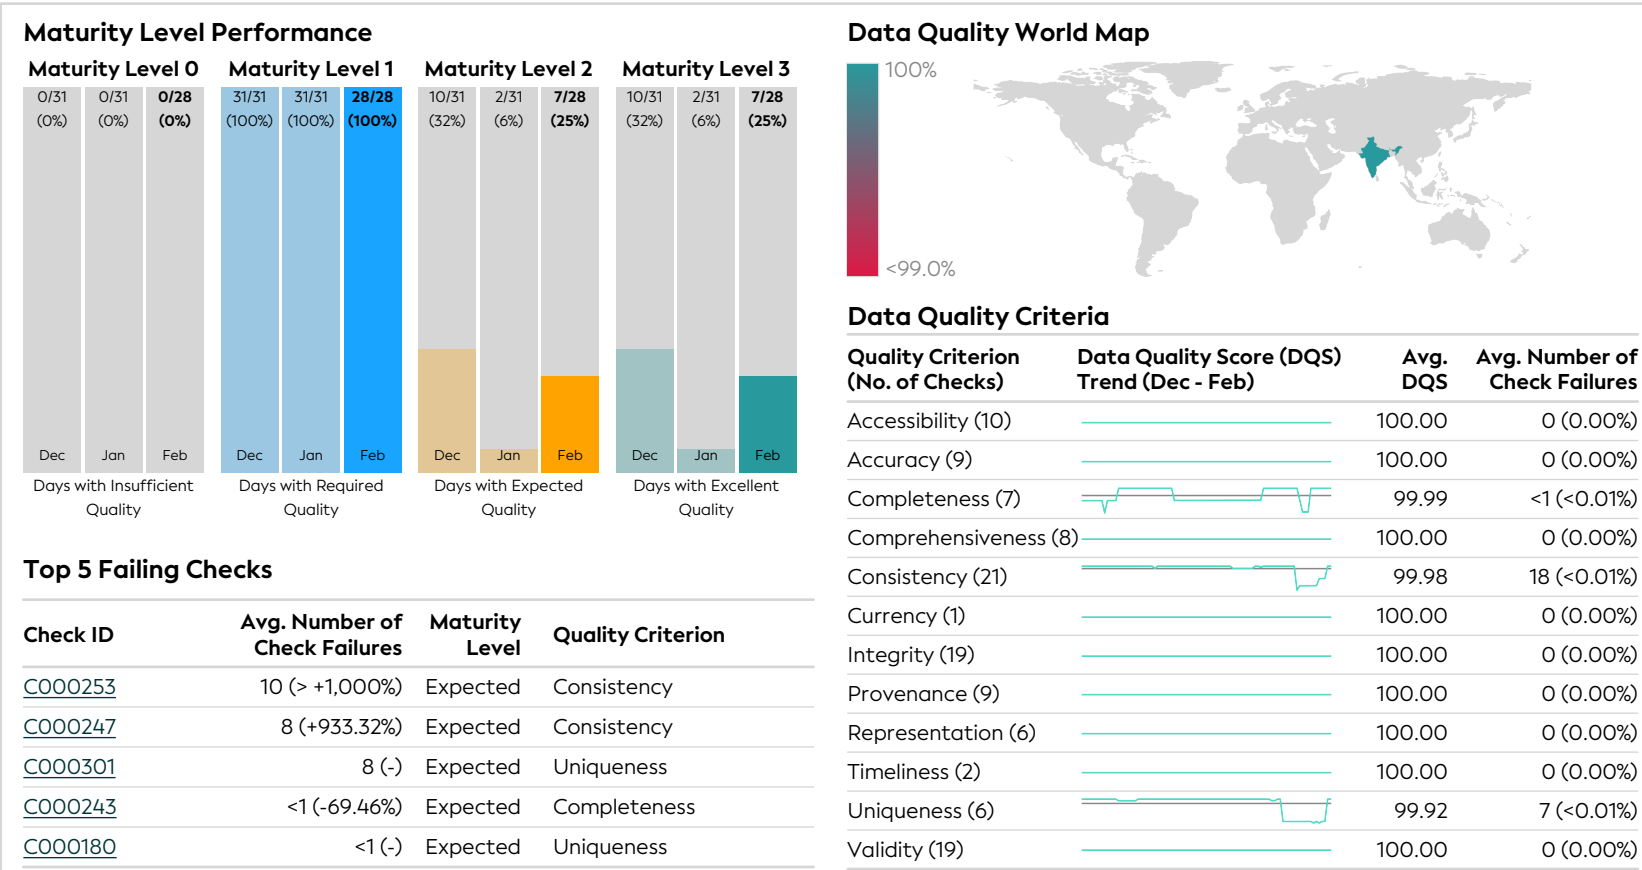 Maturity Level Performance
Maturity Level 0 Maturity Level 1 Maturity Level 2 Maturity Level 3
0/31 0/31 0/28 31/31 31/31 28/28 10/31 2/31 7/28 10/31 2/31 7/28
(0%) (0%) (0%) (100%) (100%) (100%) (32%) (6%) (25%) (32%) (6%) (25%)
Dec Jan Feb Dec Jan Feb Dec Jan Feb Dec Jan Feb
Days with Insufficient Days with Required Days with Expected Days with Excellent
Quality Quality Quality Quality
Top 5 Failing Checks
Avg. Number of Maturity
Check ID Check Failures Level Quality Criterion
C000253 10 (> +1,000%) Expected Consistency
C000247 8 (+933.32%) Expected Consistency
C000301 8 (-) Expected Uniqueness
C000243 <1 (-69.46%) Expected Completeness
C000180 <1 (-) Expected Uniqueness
Data Quality World Map
100%
<99.0%
Data Quality Criteria
Quality Criterion Data Quality Score (DQS) Avg. Avg. Number of
(No. of Checks) Trend (Dec - Feb) DQS Check Failures
Accessibility (10) 100.00 0 (0.00%)
Accuracy (9) 100.00 0 (0.00%)
Completeness (7) 99.99 <1 (<0.01%)
Comprehensiveness (8) 100.00 0 (0.00%)
Consistency (21) 99.98 18 (<0.01%)
Currency (1) 100.00 0 (0.00%)
Integrity (19) 100.00 0 (0.00%)
Provenance (9) 100.00 0 (0.00%)
Representation (6) 100.00 0 (0.00%)
Timeliness (2) 100.00 0 (0.00%)
Uniqueness (6) 99.92 7 (<0.01%)
Validity (19) 100.00 0 (0.00%)